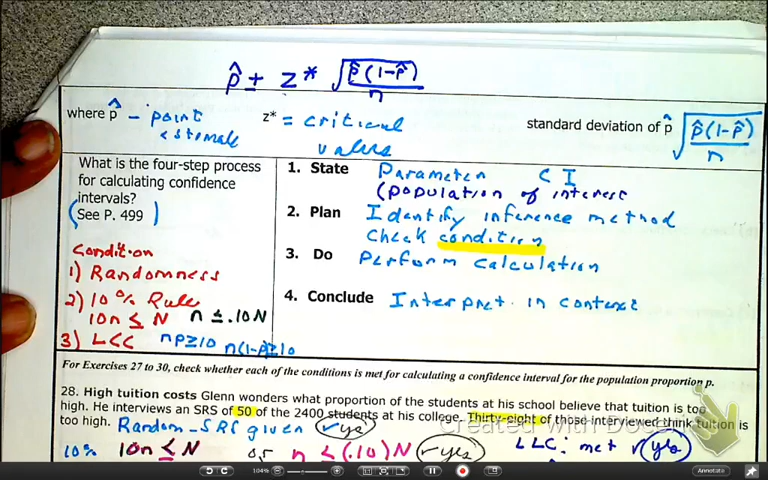 p̂ ± z* √p̂(1-p̂)/n
where p̂ - point estimate z* = critical values standard deviation of p̂ √p̂(1-p̂)/n
What is the four-step process
for calculating confidence
intervals?
(See P. 499)
Condition
1) Randomness
2) 10% Rule
10n ≤ N n ≤ .10N
3) LCC np≥10 n(1-p)≥10
1. State Parameter CI
(population of interest
2. Plan Identify inference method
check condition
3. Do Perform calculation
4. Conclude Interpret in context
For Exercises 27 to 30, check whether each of the conditions is met for calculating a confidence interval for the population proportion p.
28. High tuition costs Glenn wonders what proportion of the students at his school believe that tuition is too
high. He interviews an SRS of 50 of the 2400 students at his college. Thirty-eight of those interviewed think tuition is
too high. Random - SRS given ✓yes
10% 10n ≤ N or n ≤ (.10)N ✓yes LLC: met ✓yes
Created with Doceri
104%
Annotate